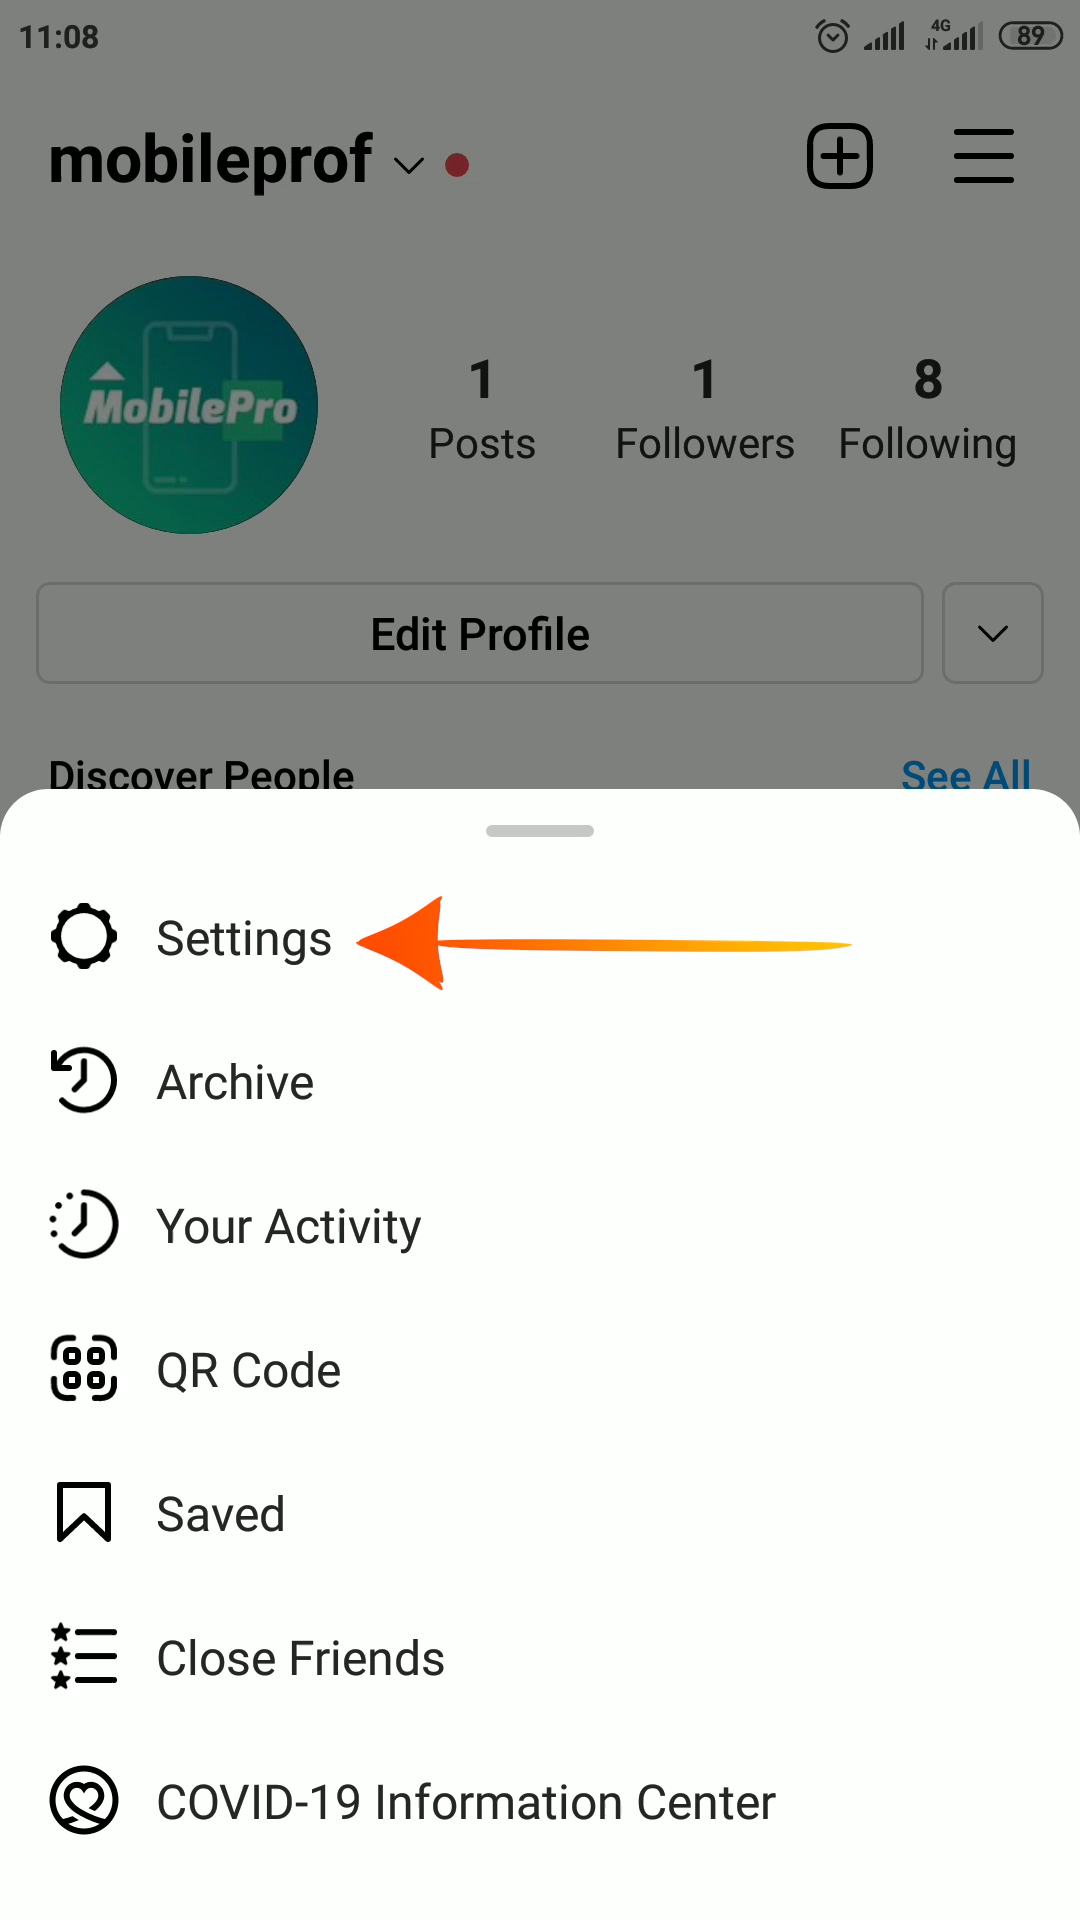 11:08
4G
89
mobileprof
MobilePro
1 1 8
Posts Followers Following
Edit Profile
Discover People See All
Settings
Archive
Your Activity
QR Code
Saved
Close Friends
COVID-19 Information Center